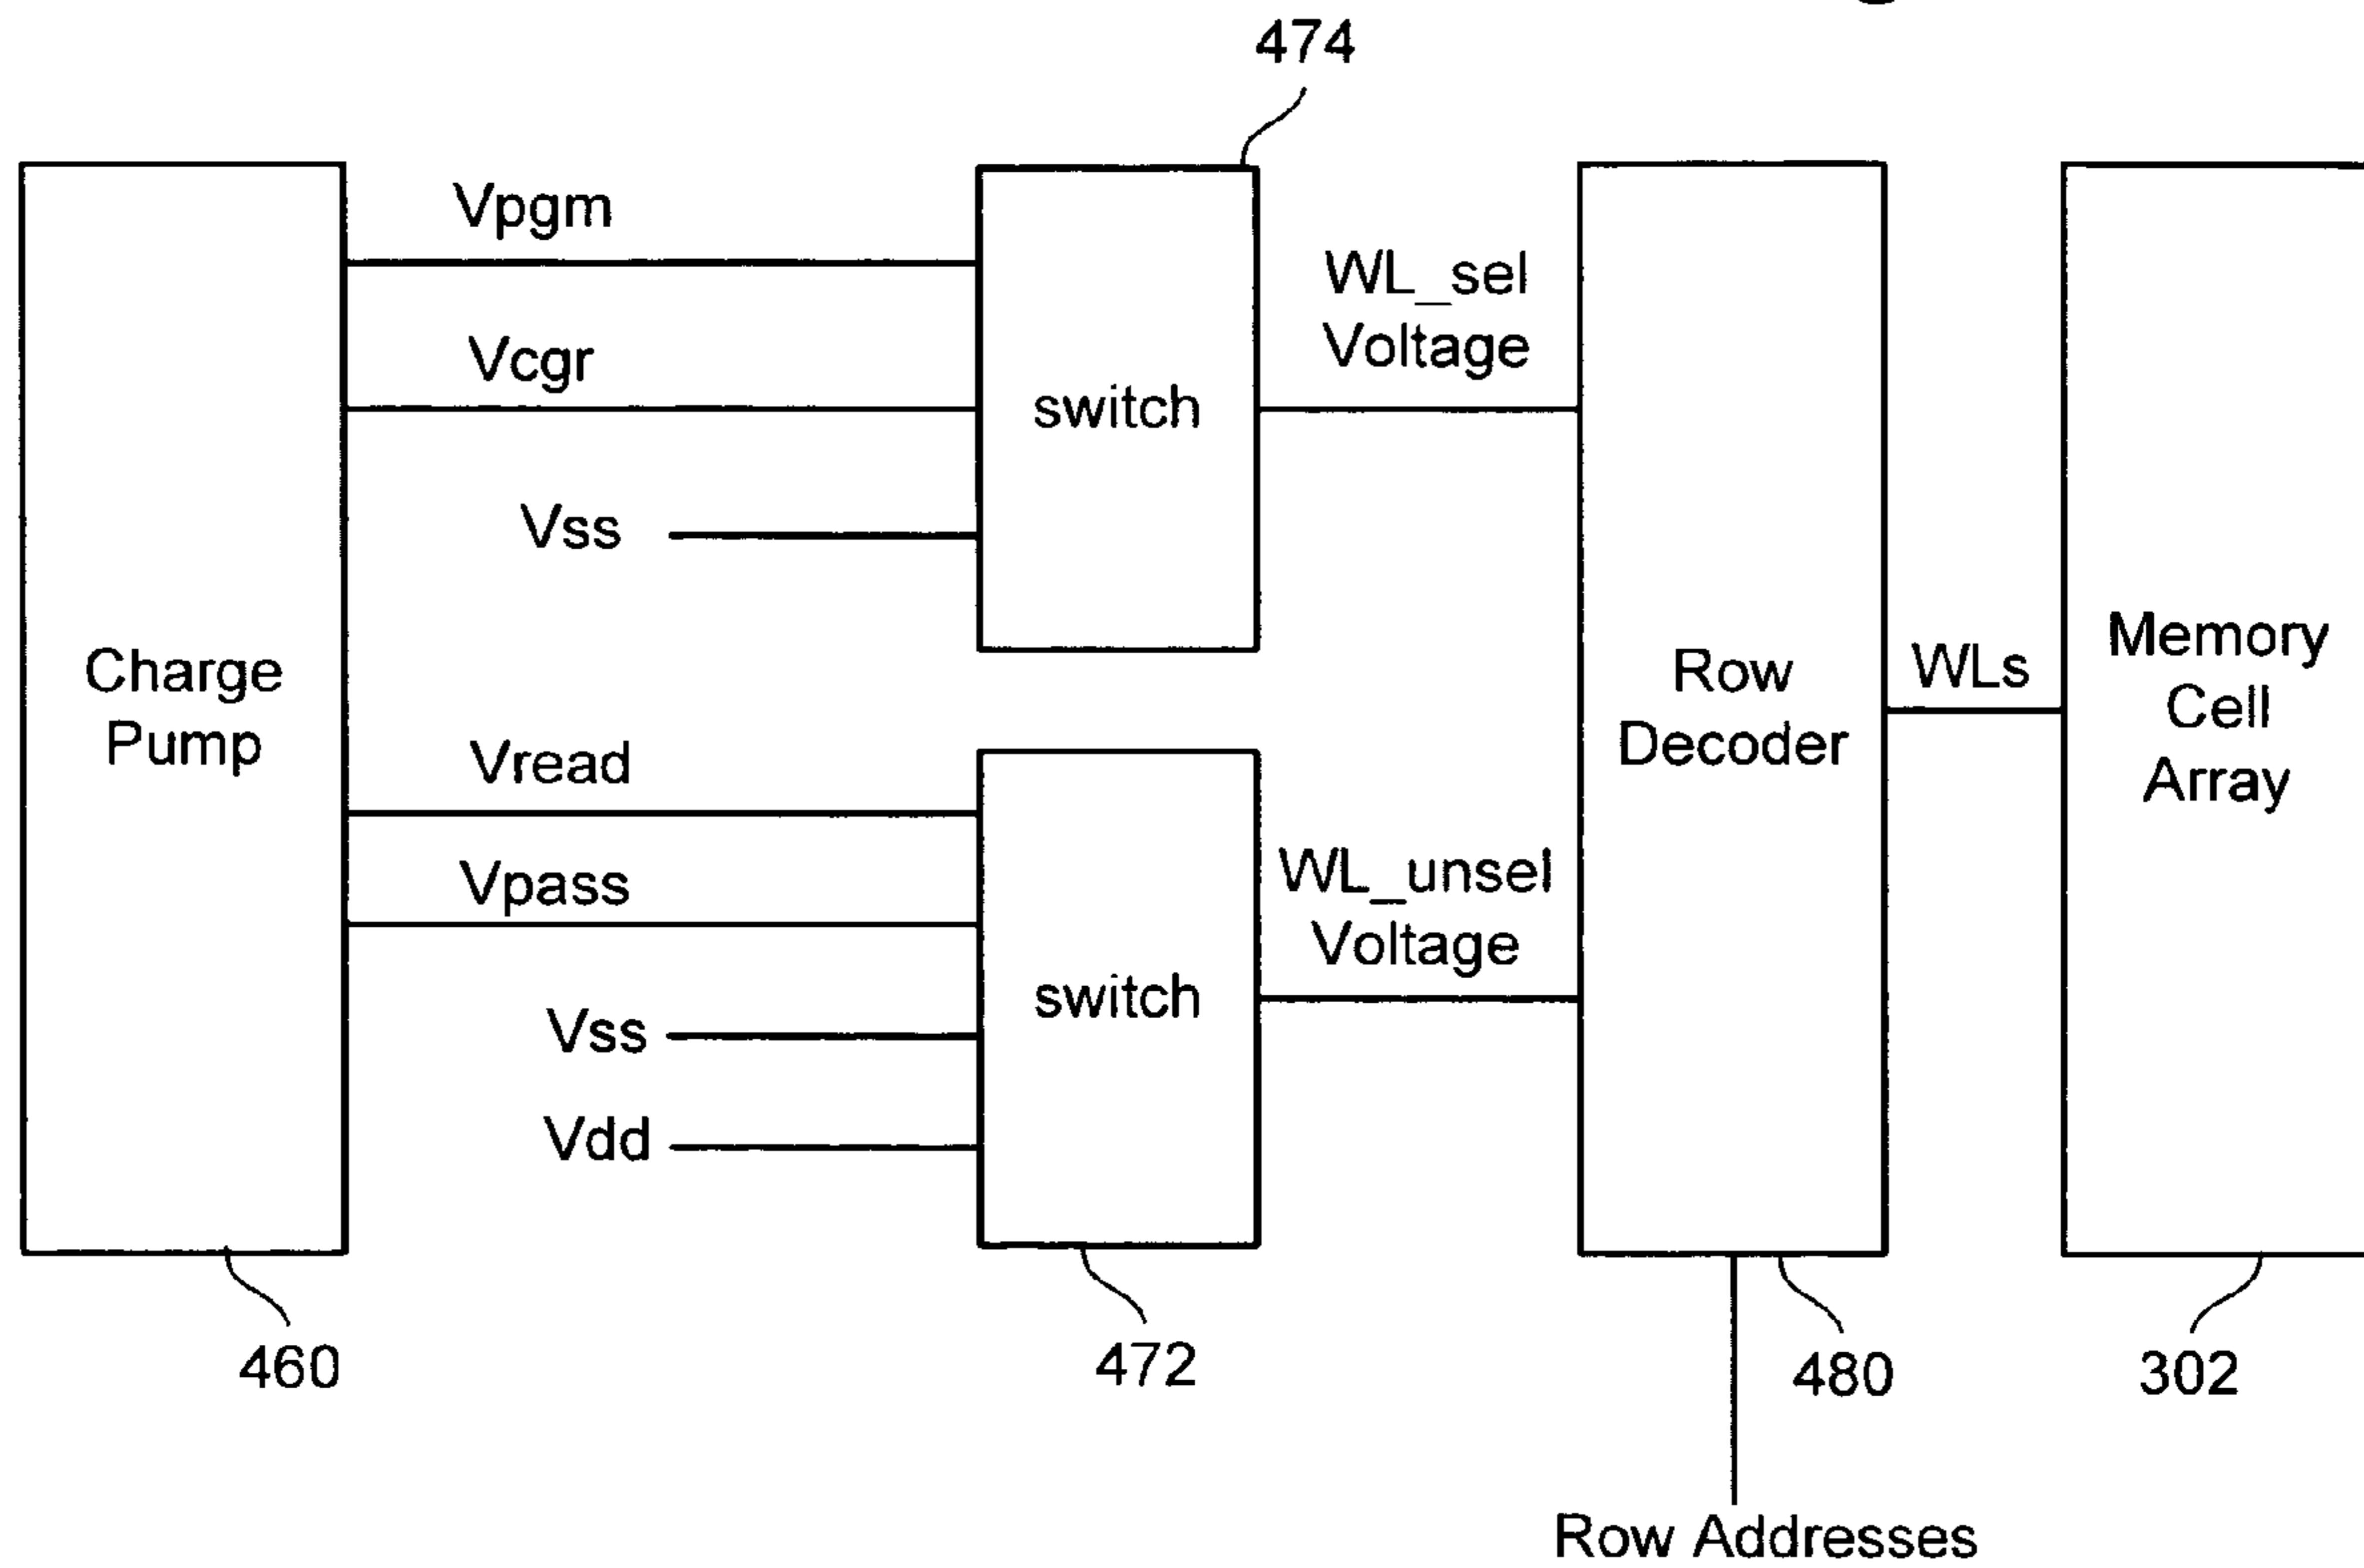 474
Vpgm
WL_sel
Voltage
Vcgr
switch
Vss
Charge
Pump
Row
Decoder
WLs
Memory
Cell
Array
Vread
Vpass
WL_unsel
Voltage
switch
Vss
Vdd
460
472
480
302
Row Addresses